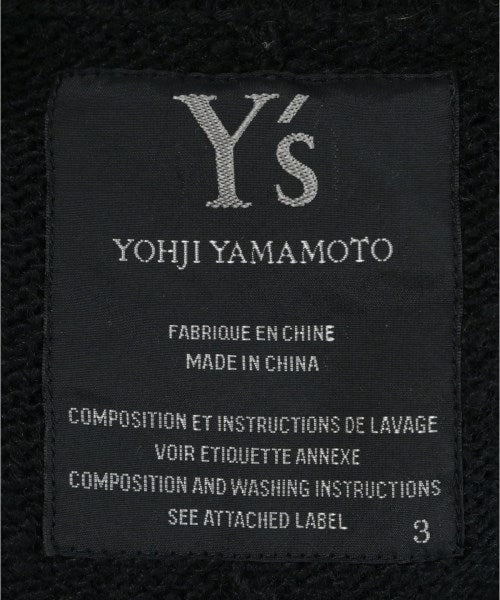 Y's
YOHJI YAMAMOTO
FABRIQUE EN CHINE
MADE IN CHINA
COMPOSITION ET INSTRUCTIONS DE LAVAGE
VOIR ETIQUETTE ANNEXE
COMPOSITION AND WASHING INSTRUCTIONS
SEE ATTACHED LABEL
3